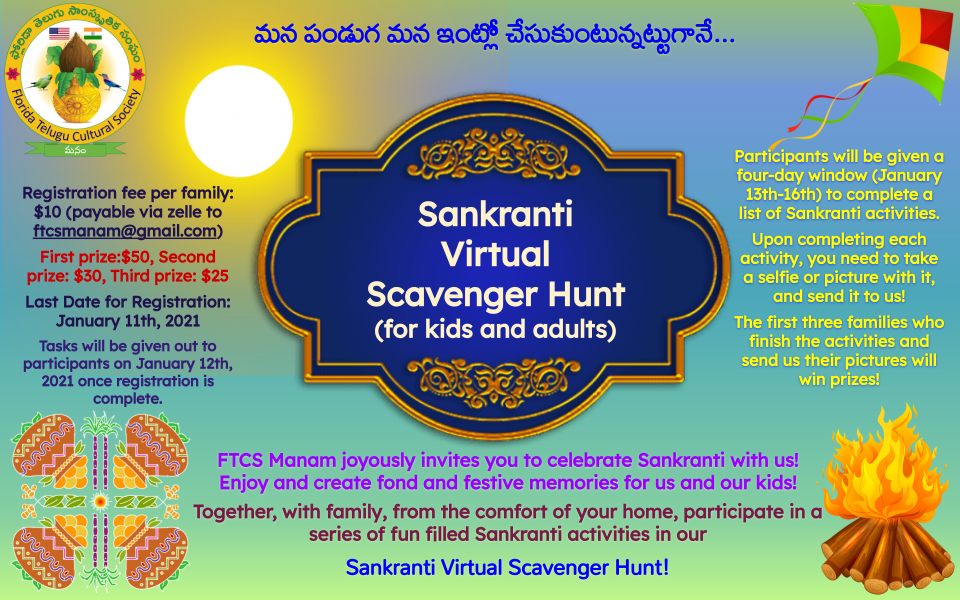 ఫ్లోరిడా తెలుగు సాంస్కృతిక సంఘం
Florida Telugu Cultural Society
మనం
మన పండుగ మన ఇంట్లో చేసుకుంటున్నట్టుగానే...
Registration fee per family:
$10 (payable via zelle to
ftcsmanam@gmail.com)
First prize:$50, Second
prize: $30, Third prize: $25
Last Date for Registration:
January 11th, 2021
Tasks will be given out to
participants on January 12th,
2021 once registration is
complete.
Sankranti
Virtual
Scavenger Hunt
(for kids and adults)
Participants will be given a
four-day window (January
13th-16th) to complete a
list of Sankranti activities.
Upon completing each
activity, you need to take
a selfie or picture with it,
and send it to us!
The first three families who
finish the activities and
send us their pictures will
win prizes!
FTCS Manam joyously invites you to celebrate Sankranti with us!
Enjoy and create fond and festive memories for us and our kids!
Together, with family, from the comfort of your home, participate in a
series of fun filled Sankranti activities in our
Sankranti Virtual Scavenger Hunt!